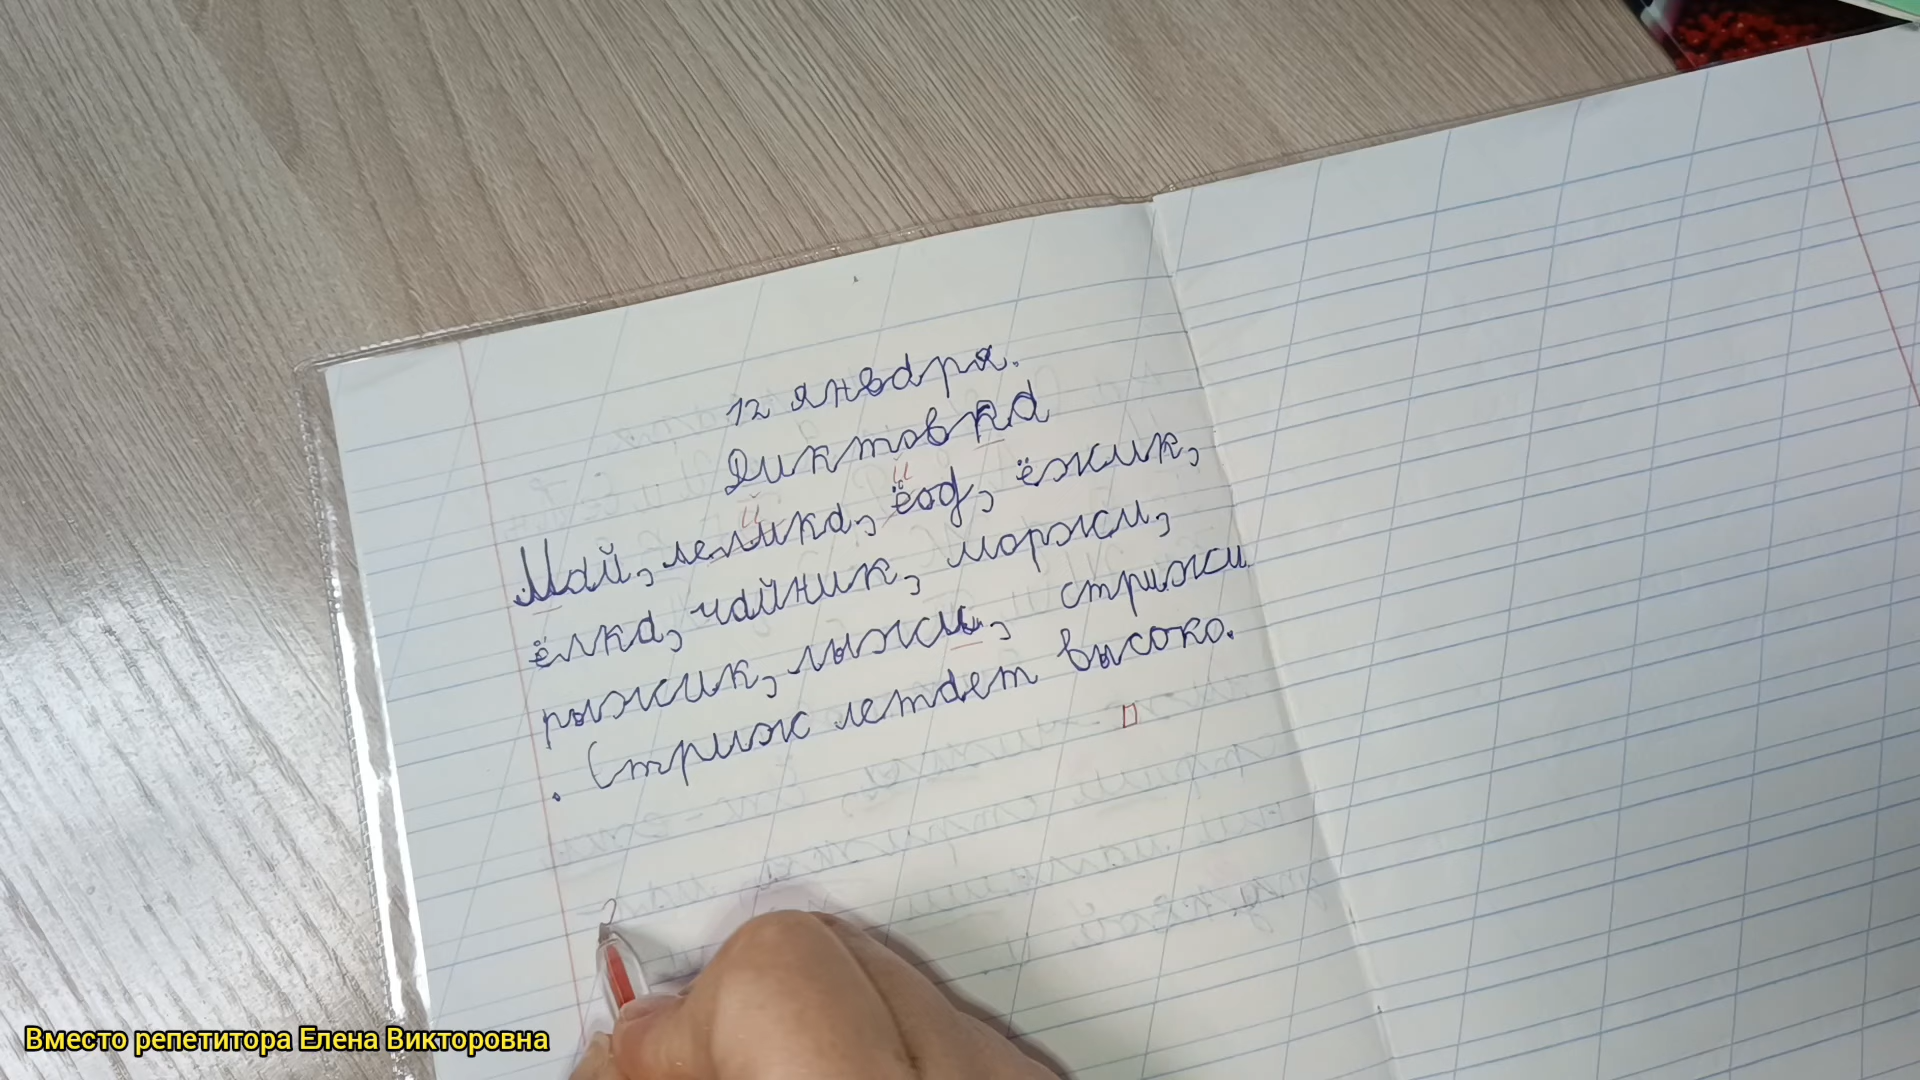 12 января.
Диктовка
Май, лелика, ёод, ёжик,
ёлка, чайник, моржи,
рыжик, лыжи, стрижи
. Стриж летает высоко.
Вместо репетитора Елена Викторовна